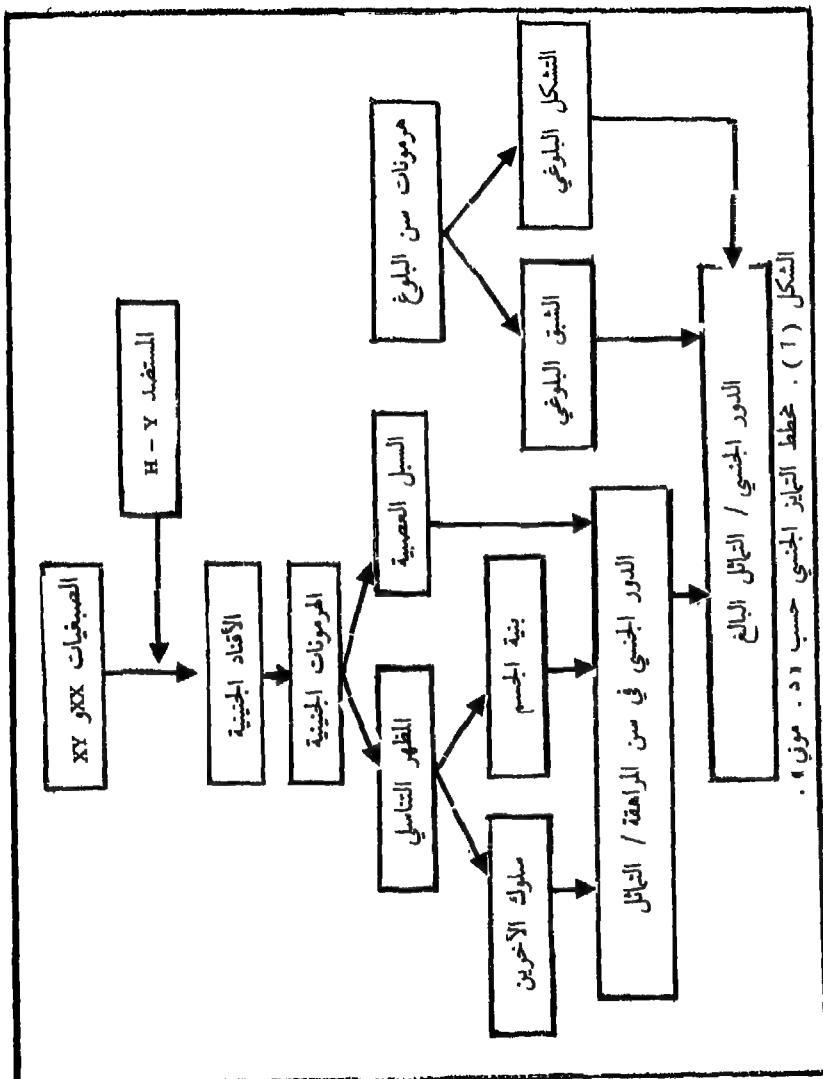 الصبغيات XX و XY
المستضد H - Y
الأقناد الجنينية
الهرمونات الجنينية
المظهر التناسلي
السبل العصبية
هرمونات سن البلوغ
سلوك الآخرين
بنية الجسم
الشبق البلوغي
التشكل البلوغي
الدور الجنسي في سن المراهقة / التماثل
الدور الجنسي / التماثل البالغ
الشكل (1). مخطط التمايز الجنسي حسب «د. موني».